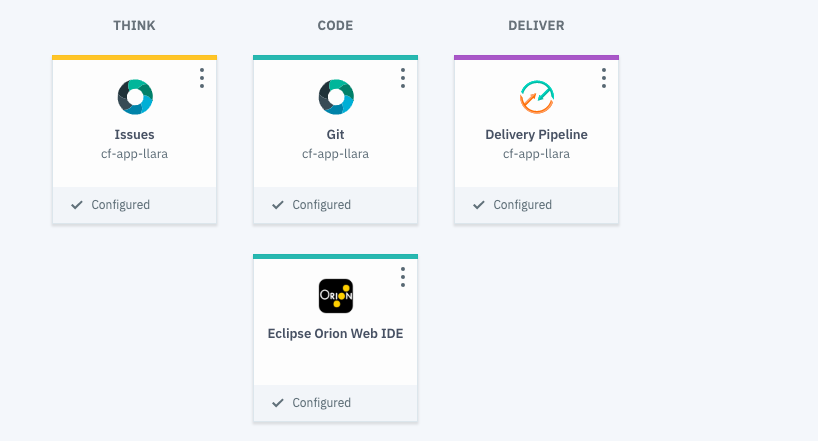 THINK
CODE
DELIVER
Issues
cf-app-llara
Configured
Git
cf-app-llara
Configured
Delivery Pipeline
cf-app-llara
Configured
ORION
Eclipse Orion Web IDE
Configured